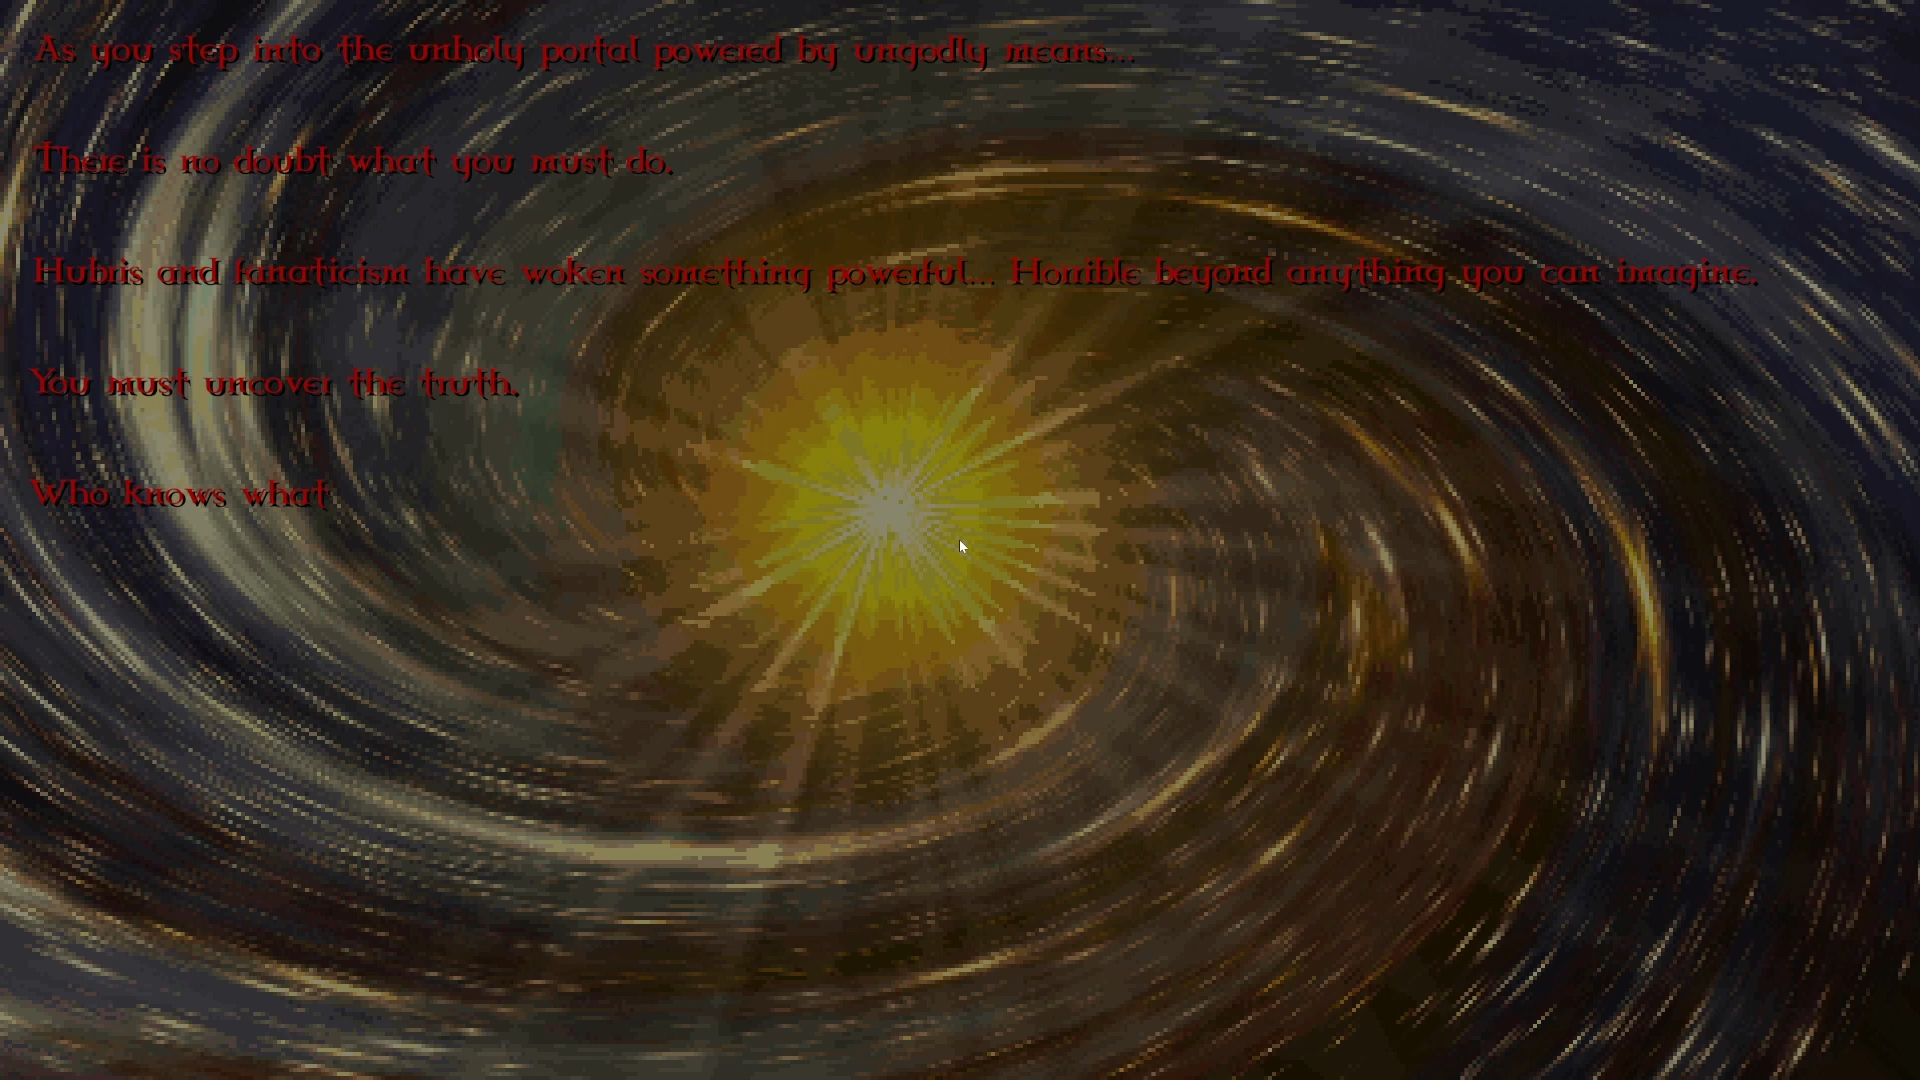 As you step into the unholy portal powered by ungodly means...
There is no doubt what you must do.
Hubris and fanaticism have woken something powerful... Horrible beyond anything you can imagine.
You must uncover the truth.
Who knows what